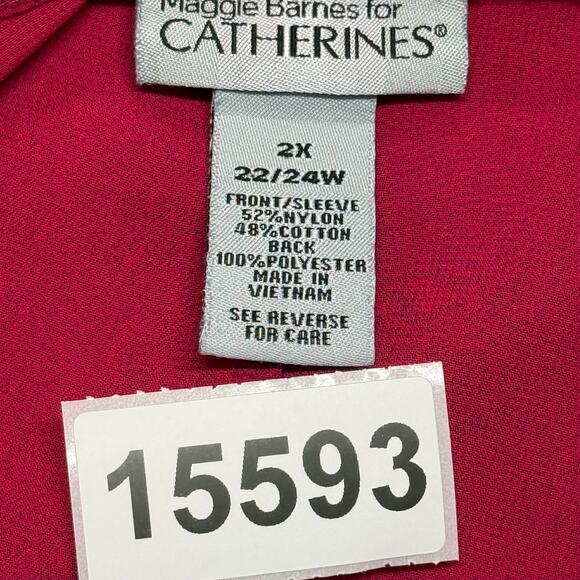 Maggie Barnes for
CATHERINES®
2X
22/24W
FRONT/SLEEVE
52%NYLON
48%COTTON
BACK
100%POLYESTER
MADE IN
VIETNAM
SEE REVERSE
FOR CARE
15593